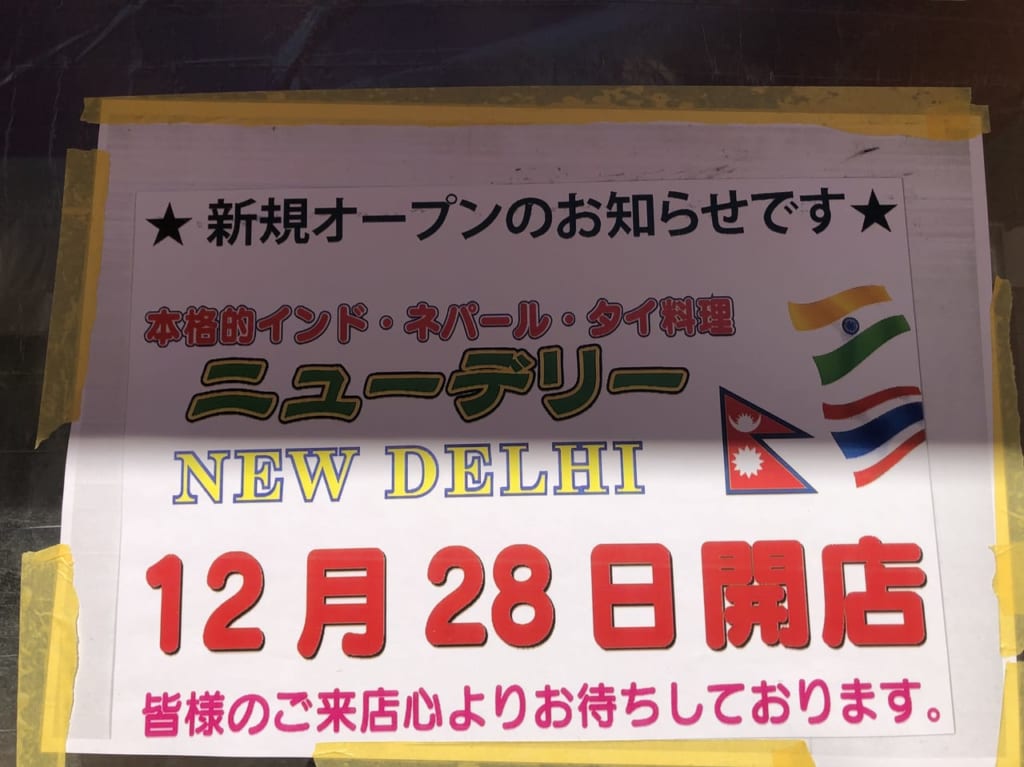 ★新規オープンのお知らせです★
本格的インド・ネパール・タイ料理
ニューデリー
NEW DELHI
12月28日開店
皆様のご来店心よりお待ちしております。